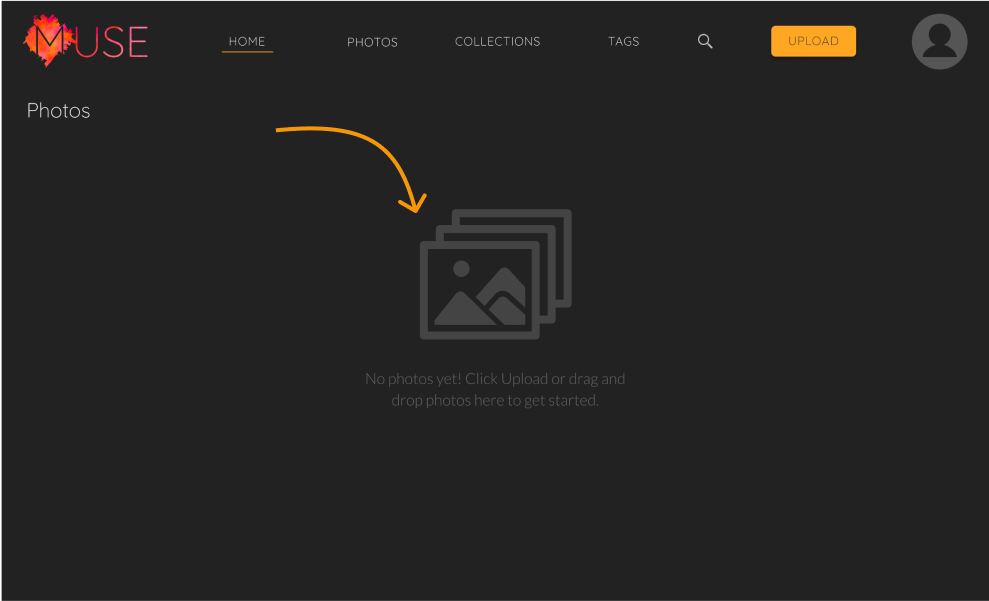 MUSE
HOME
PHOTOS
COLLECTIONS
TAGS
UPLOAD
Photos
No photos yet! Click Upload or drag and
drop photos here to get started.